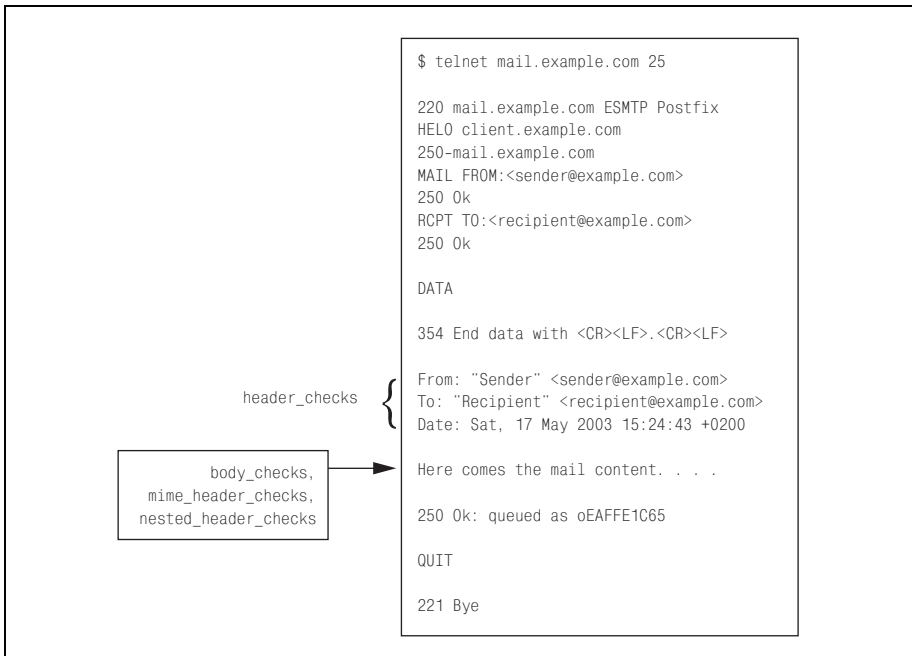 $ telnet mail.example.com 25
220 mail.example.com ESMTP Postfix
HELO client.example.com
250-mail.example.com
MAIL FROM:<sender@example.com>
250 Ok
RCPT TO:<recipient@example.com>
250 Ok
DATA
354 End data with <CR><LF>.<CR><LF>
header_checks
{
From: "Sender" <sender@example.com>
To: "Recipient" <recipient@example.com>
Date: Sat, 17 May 2003 15:24:43 +0200
body_checks,
mime_header_checks,
nested_header_checks
Here comes the mail content. . . .
250 Ok: queued as oEAFFE1C65
QUIT
221 Bye